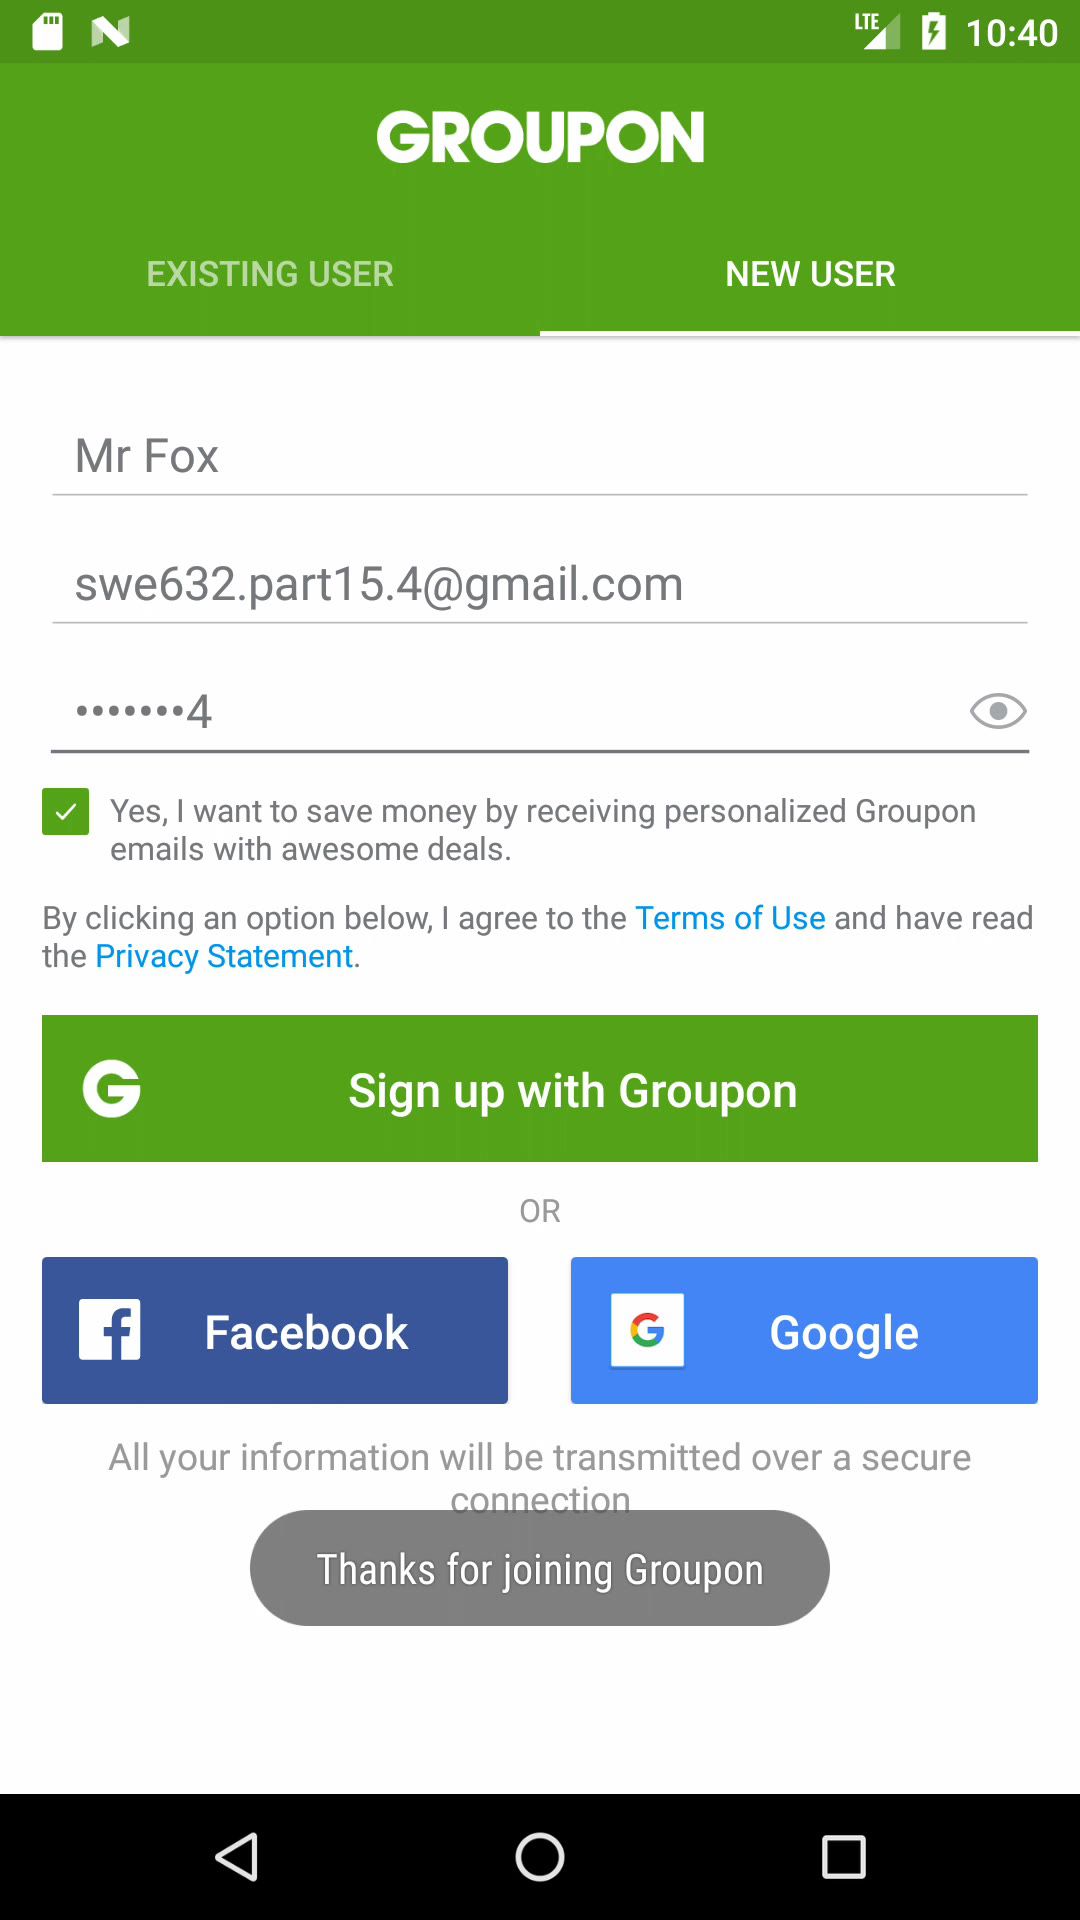 LTE 10:40
GROUPON
EXISTING USER NEW USER
Mr Fox
swe632.part15.4@gmail.com
•••••••4
Yes, I want to save money by receiving personalized Groupon
emails with awesome deals.
By clicking an option below, I agree to the Terms of Use and have read
the Privacy Statement.
G Sign up with Groupon
OR
f Facebook
G Google
All your information will be transmitted over a secure
connection
Thanks for joining Groupon